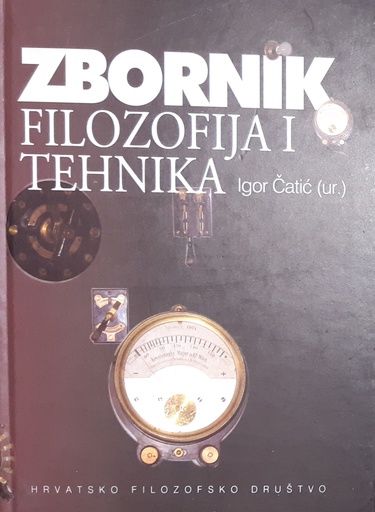 ZBORNIK
FILOZOFIJA I
TEHNIKA
Igor Čatić (ur.)
HRVATSKO FILOZOFSKO DRUŠTVO